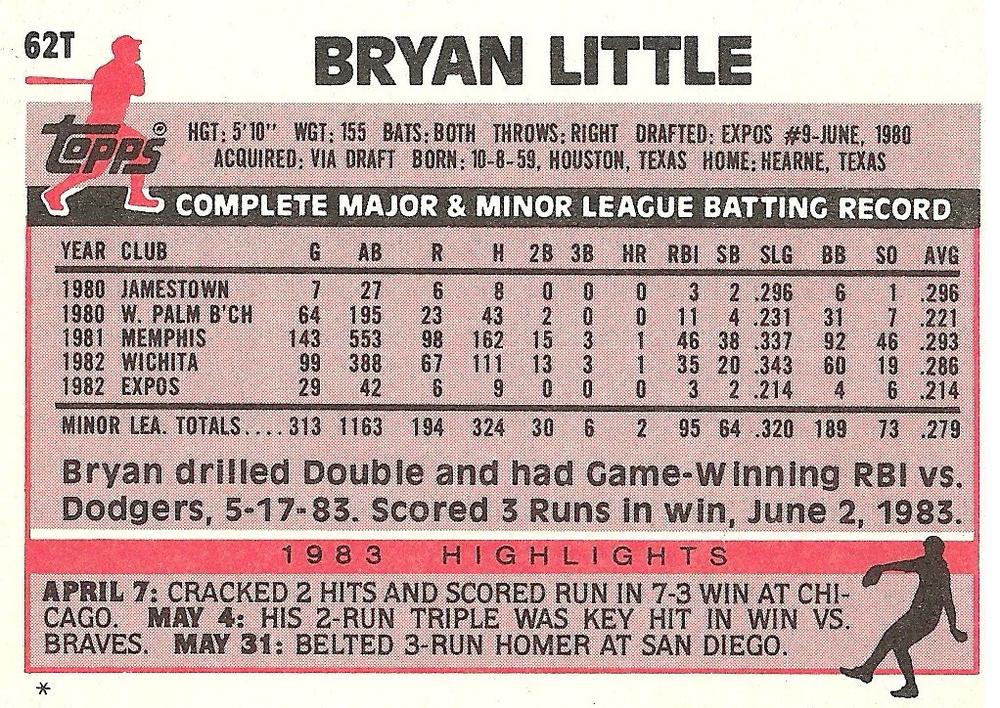 62T
BRYAN LITTLE
topps®
HGT: 5'10" WGT: 155 BATS: BOTH THROWS: RIGHT DRAFTED: EXPOS #9-JUNE, 1980
ACQUIRED: VIA DRAFT BORN: 10-8-59, HOUSTON, TEXAS HOME: HEARNE, TEXAS
COMPLETE MAJOR & MINOR LEAGUE BATTING RECORD
YEAR CLUB G AB R H 2B 3B HR RBI SB SLG BB SO AVG
1980 JAMESTOWN 7 27 6 8 0 0 0 3 2 .296 6 1 .296
1980 W. PALM B'CH 64 195 23 43 2 0 0 11 4 .231 31 7 .221
1981 MEMPHIS 143 553 98 162 15 3 1 46 38 .337 92 46 .293
1982 WICHITA 99 388 67 111 13 3 1 35 20 .343 60 19 .286
1982 EXPOS 29 42 6 9 0 0 0 3 2 .214 4 6 .214
MINOR LEA. TOTALS.... 313 1163 194 324 30 6 2 95 64 .320 189 73 .279
Bryan drilled Double and had Game-Winning RBI vs.
Dodgers, 5-17-83. Scored 3 Runs in win, June 2, 1983.
1983 HIGHLIGHTS
APRIL 7: CRACKED 2 HITS AND SCORED RUN IN 7-3 WIN AT CHI-
CAGO. MAY 4: HIS 2-RUN TRIPLE WAS KEY HIT IN WIN VS.
BRAVES. MAY 31: BELTED 3-RUN HOMER AT SAN DIEGO.
*